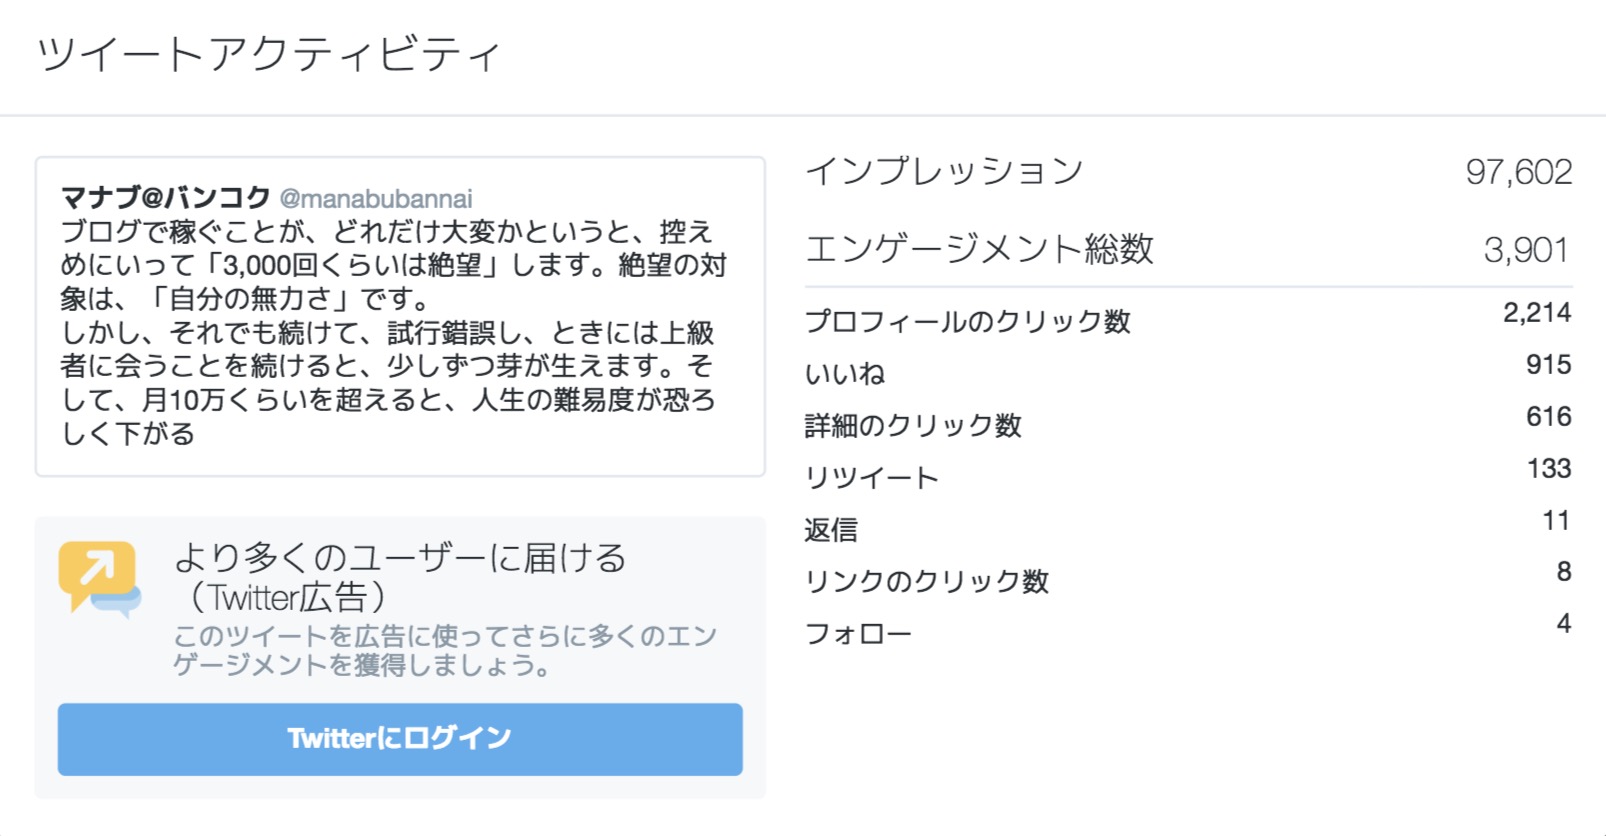 ツイートアクティビティ
マナブ@バンコク @manabubannai
ブログで稼ぐことが、どれだけ大変かというと、控え
めにいって「3,000回くらいは絶望」します。絶望の対
象は、「自分の無力さ」です。
しかし、それでも続けて、試行錯誤し、ときには上級
者に会うことを続けると、少しずつ芽が生えます。そ
して、月10万くらいを超えると、人生の難易度が恐ろ
しく下がる
より多くのユーザーに届ける
（Twitter広告）
このツイートを広告に使ってさらに多くのエン
ゲージメントを獲得しましょう。
Twitterにログイン
インプレッション 97,602
エンゲージメント総数 3,901
プロフィールのクリック数 2,214
いいね 915
詳細のクリック数 616
リツイート 133
返信 11
リンクのクリック数 8
フォロー 4